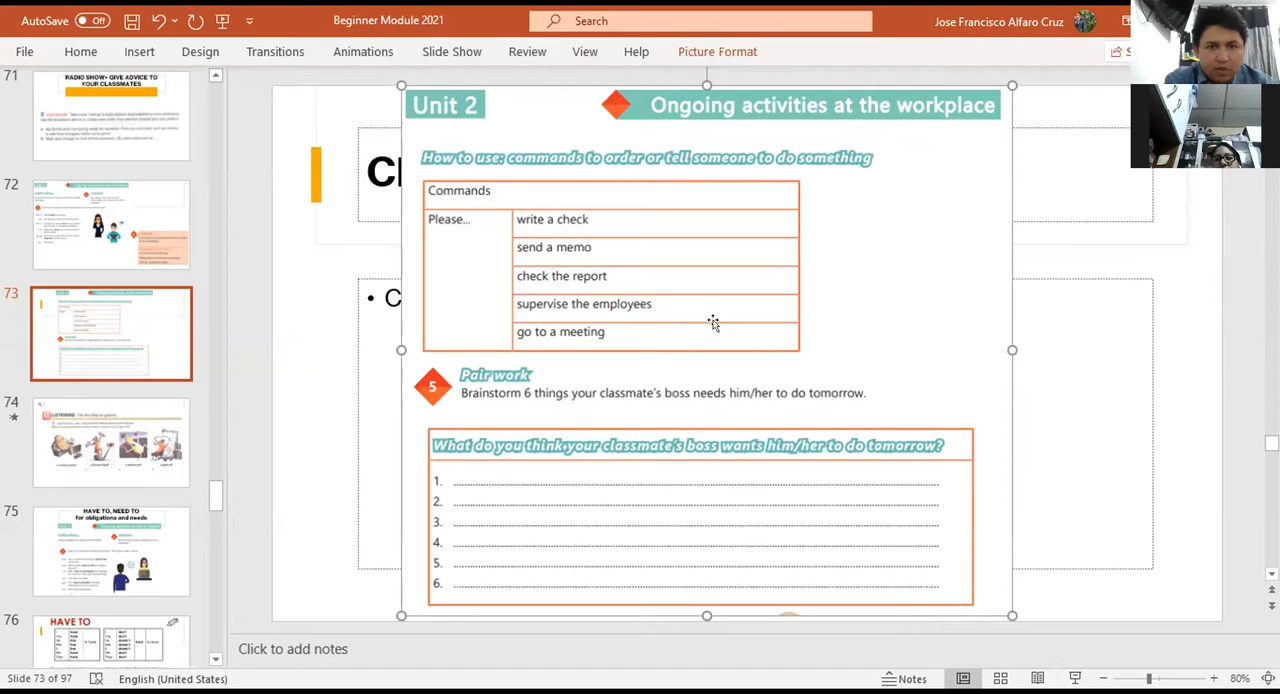 AutoSave Off Beginner Module 2021 Search Jose Francisco Alfaro Cruz
File Home Insert Design Transitions Animations Slide Show Review View Help Picture Format
71
RADIO SHOW> GIVE ADVICE TO
YOUR CLASSMATES
72
73
74
75
HAVE TO, NEED TO
for obligations and needs
76
HAVE TO
Unit 2 Ongoing activities at the workplace
How to use: commands to order or tell someone to do something
Commands
Please... write a check
send a memo
check the report
supervise the employees
go to a meeting
5 Pair work
Brainstorm 6 things your classmate's boss needs him/her to do tomorrow.
What do you think your classmate's boss wants him/her to do tomorrow?
1.
2.
3.
4.
5.
6.
• C
Click to add notes
Slide 73 of 97 English (United States) Notes 80%